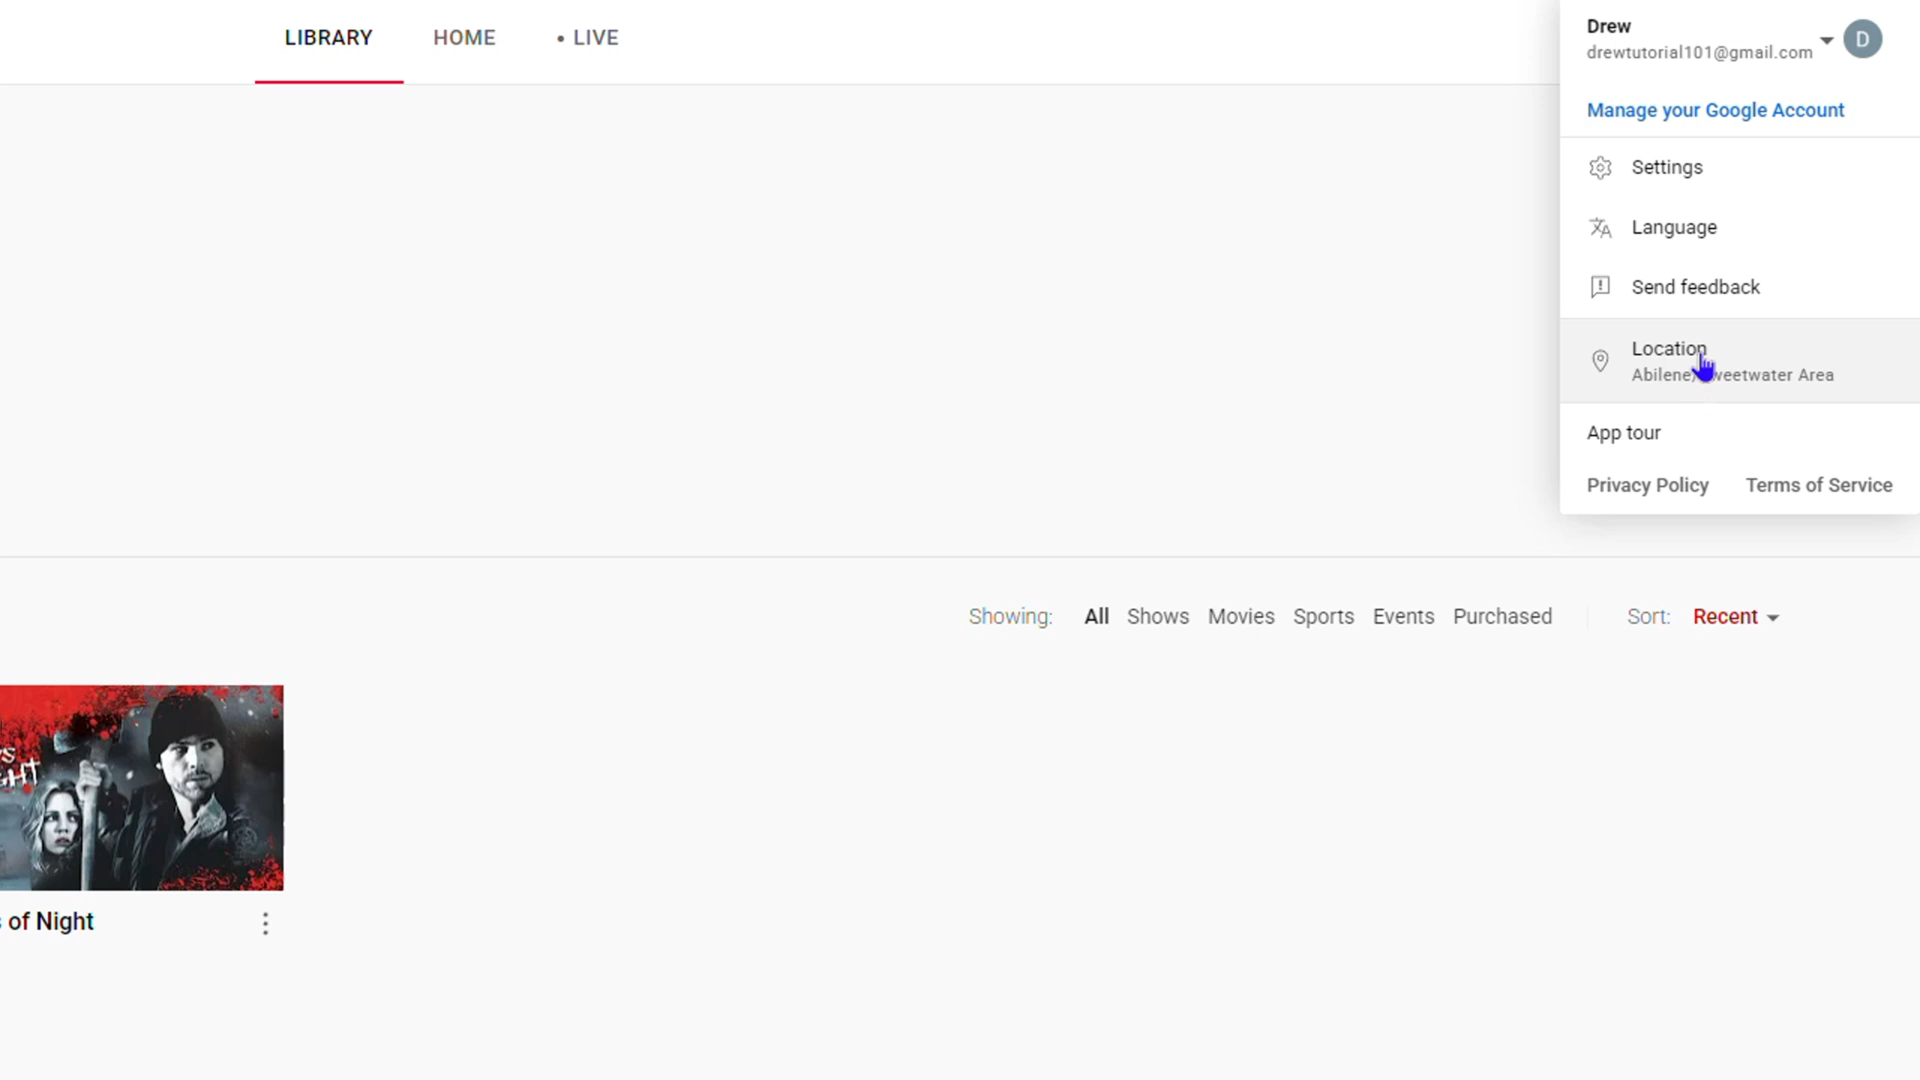 LIBRARY HOME • LIVE
Drew
drewtutorial101@gmail.com
D
Manage your Google Account
Settings
Language
Send feedback
Location
Abilene, weetwater Area
App tour
Privacy Policy Terms of Service
Showing: All Shows Movies Sports Events Purchased Sort: Recent
of Night